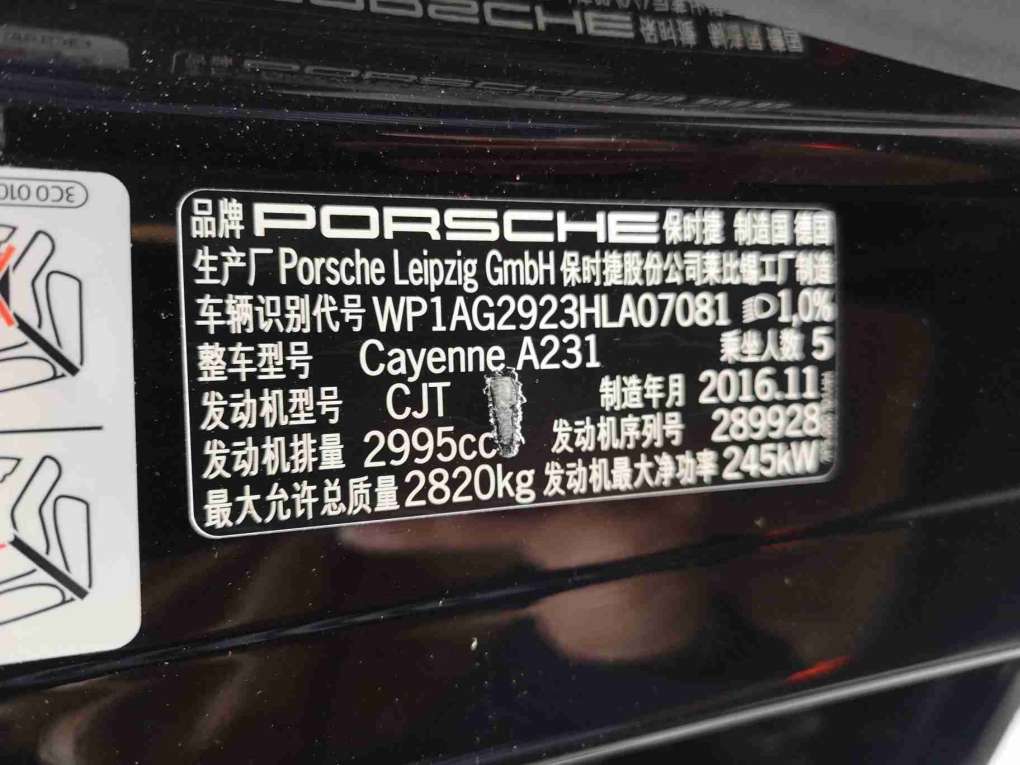 品牌 PORSCHE 保时捷 制造国 德国
生产厂 Porsche Leipzig GmbH 保时捷股份公司莱比锡工厂制造
车辆识别代号 WP1AG2923HLA07081 1,0%
整车型号 Cayenne A231 乘坐人数 5
发动机型号 CJT 制造年月 2016.11
发动机排量 2995cc 发动机序列号 289928
最大允许总质量 2820kg 发动机最大净功率 245kW
3C0 010